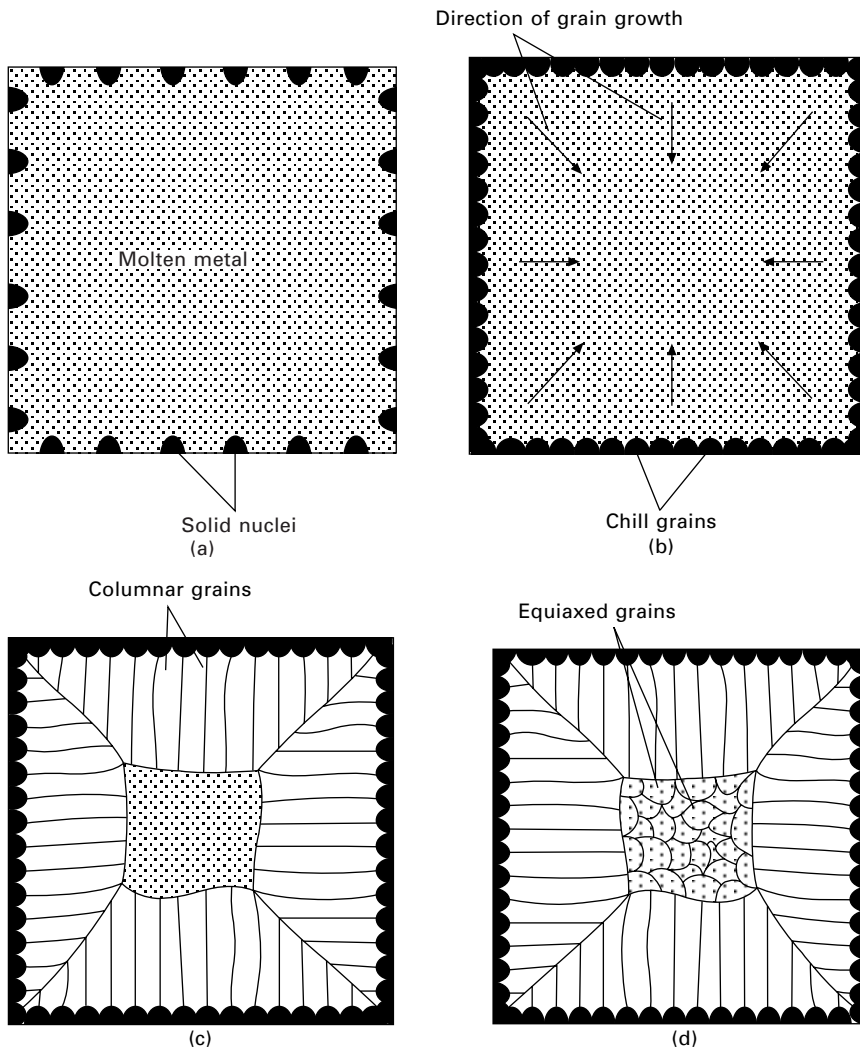 Direction of grain growth
Molten metal
Solid nuclei
(a)
Chill grains
(b)
Columnar grains
Equiaxed grains
(c)
(d)